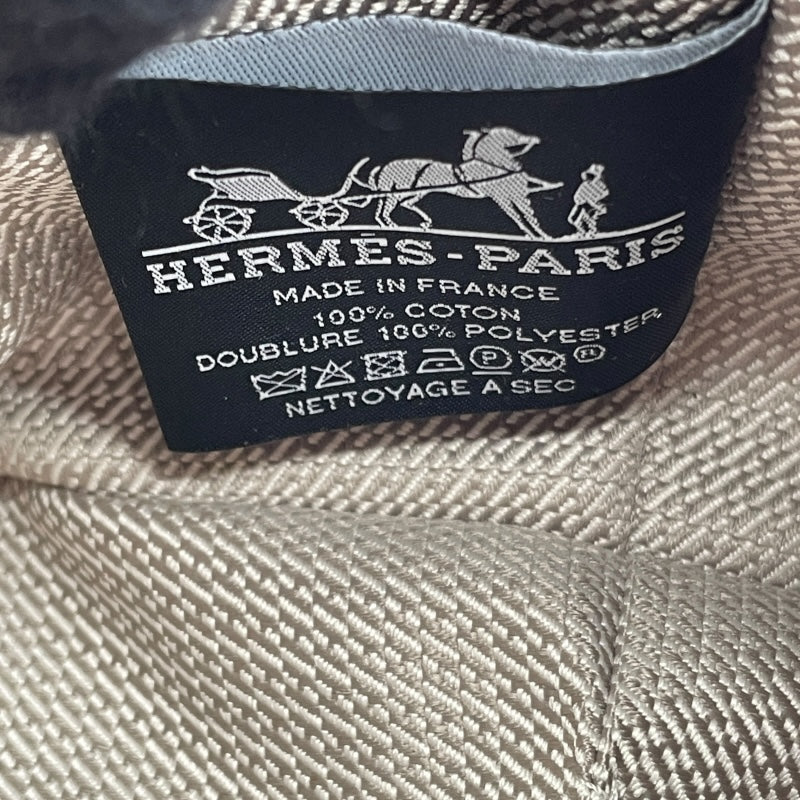 HERMÈS-PARIS
MADE IN FRANCE
100% COTON
DOUBLURE 100% POLYESTER
P W R
NETTOYAGE A SEC